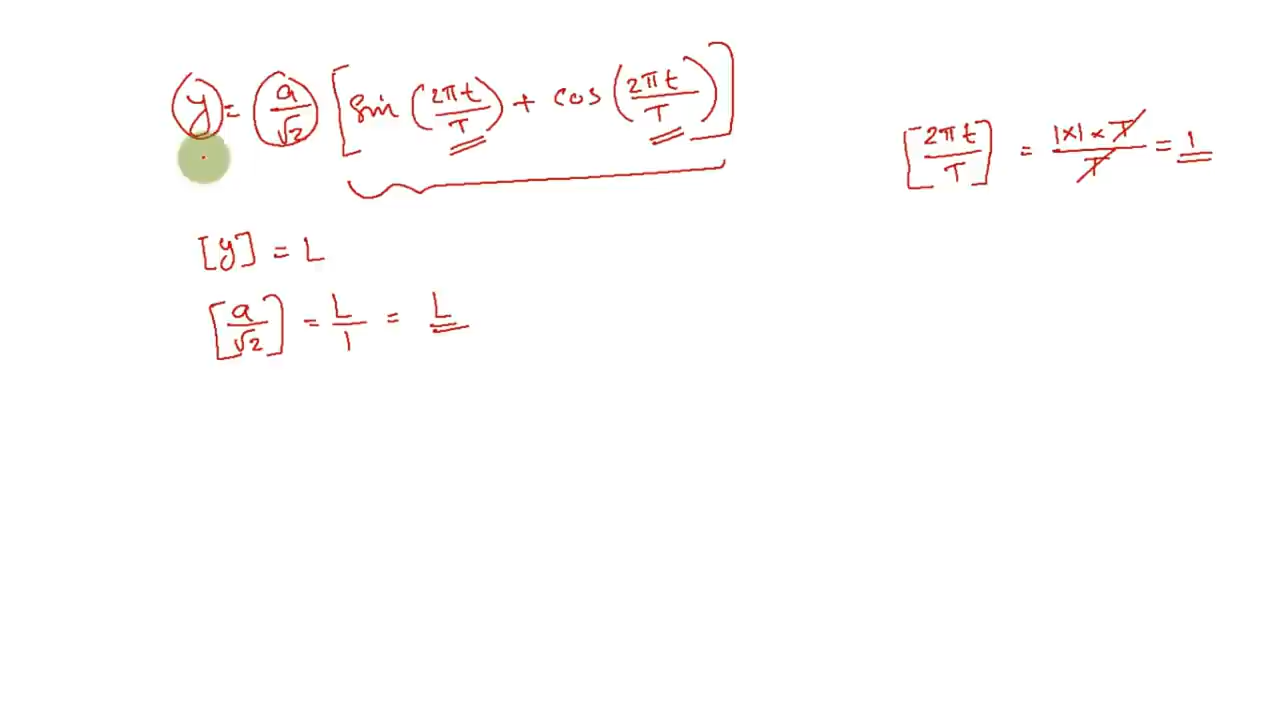 y = a/√2 [sin (2πt/T) + cos (2πt/T)]
[2πt/T] = 1×1×T/T = 1
[y] = L
[a/√2] = L/1 = L